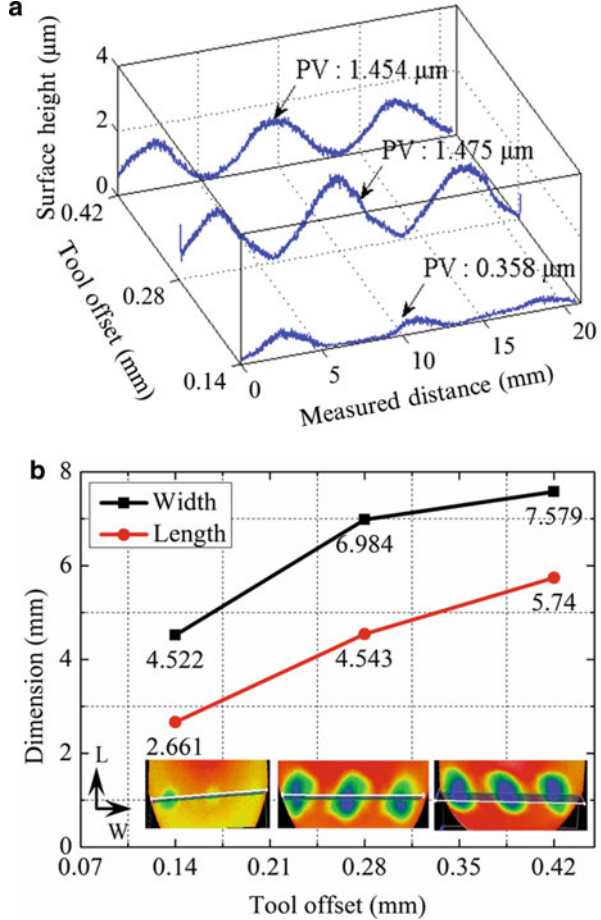 a
Surface height (μm)
4
2
0
PV : 1.454 μm
PV : 1.475 μm
PV : 0.358 μm
0.42
0.28
0.14
Tool offset (mm)
0
5
10
15
20
Measured distance (mm)
b
Dimension (mm)
8
6
4
2
0
Width
Length
4.522
6.984
7.579
2.661
4.543
5.74
L
W
0.07 0.14 0.21 0.28 0.35 0.42
Tool offset (mm)